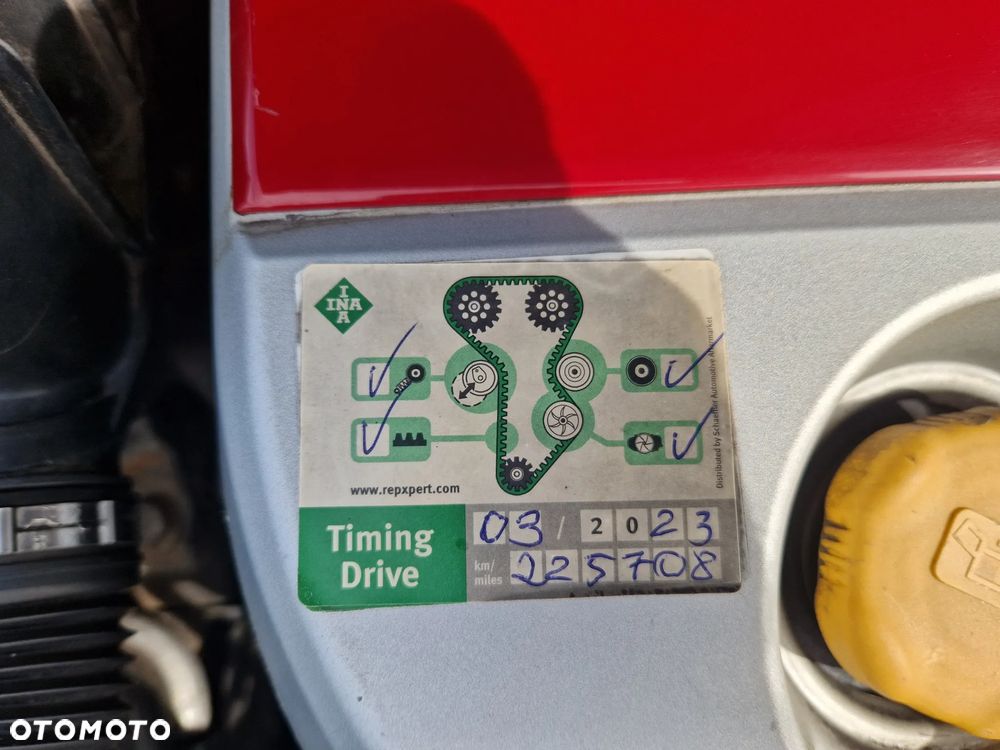 I
INA
A
www.repxpert.com
Distributed by Schaeffler Automotive Aftermarket
Timing
Drive
03 / 2023
km/
miles
225708
OTOMOTO